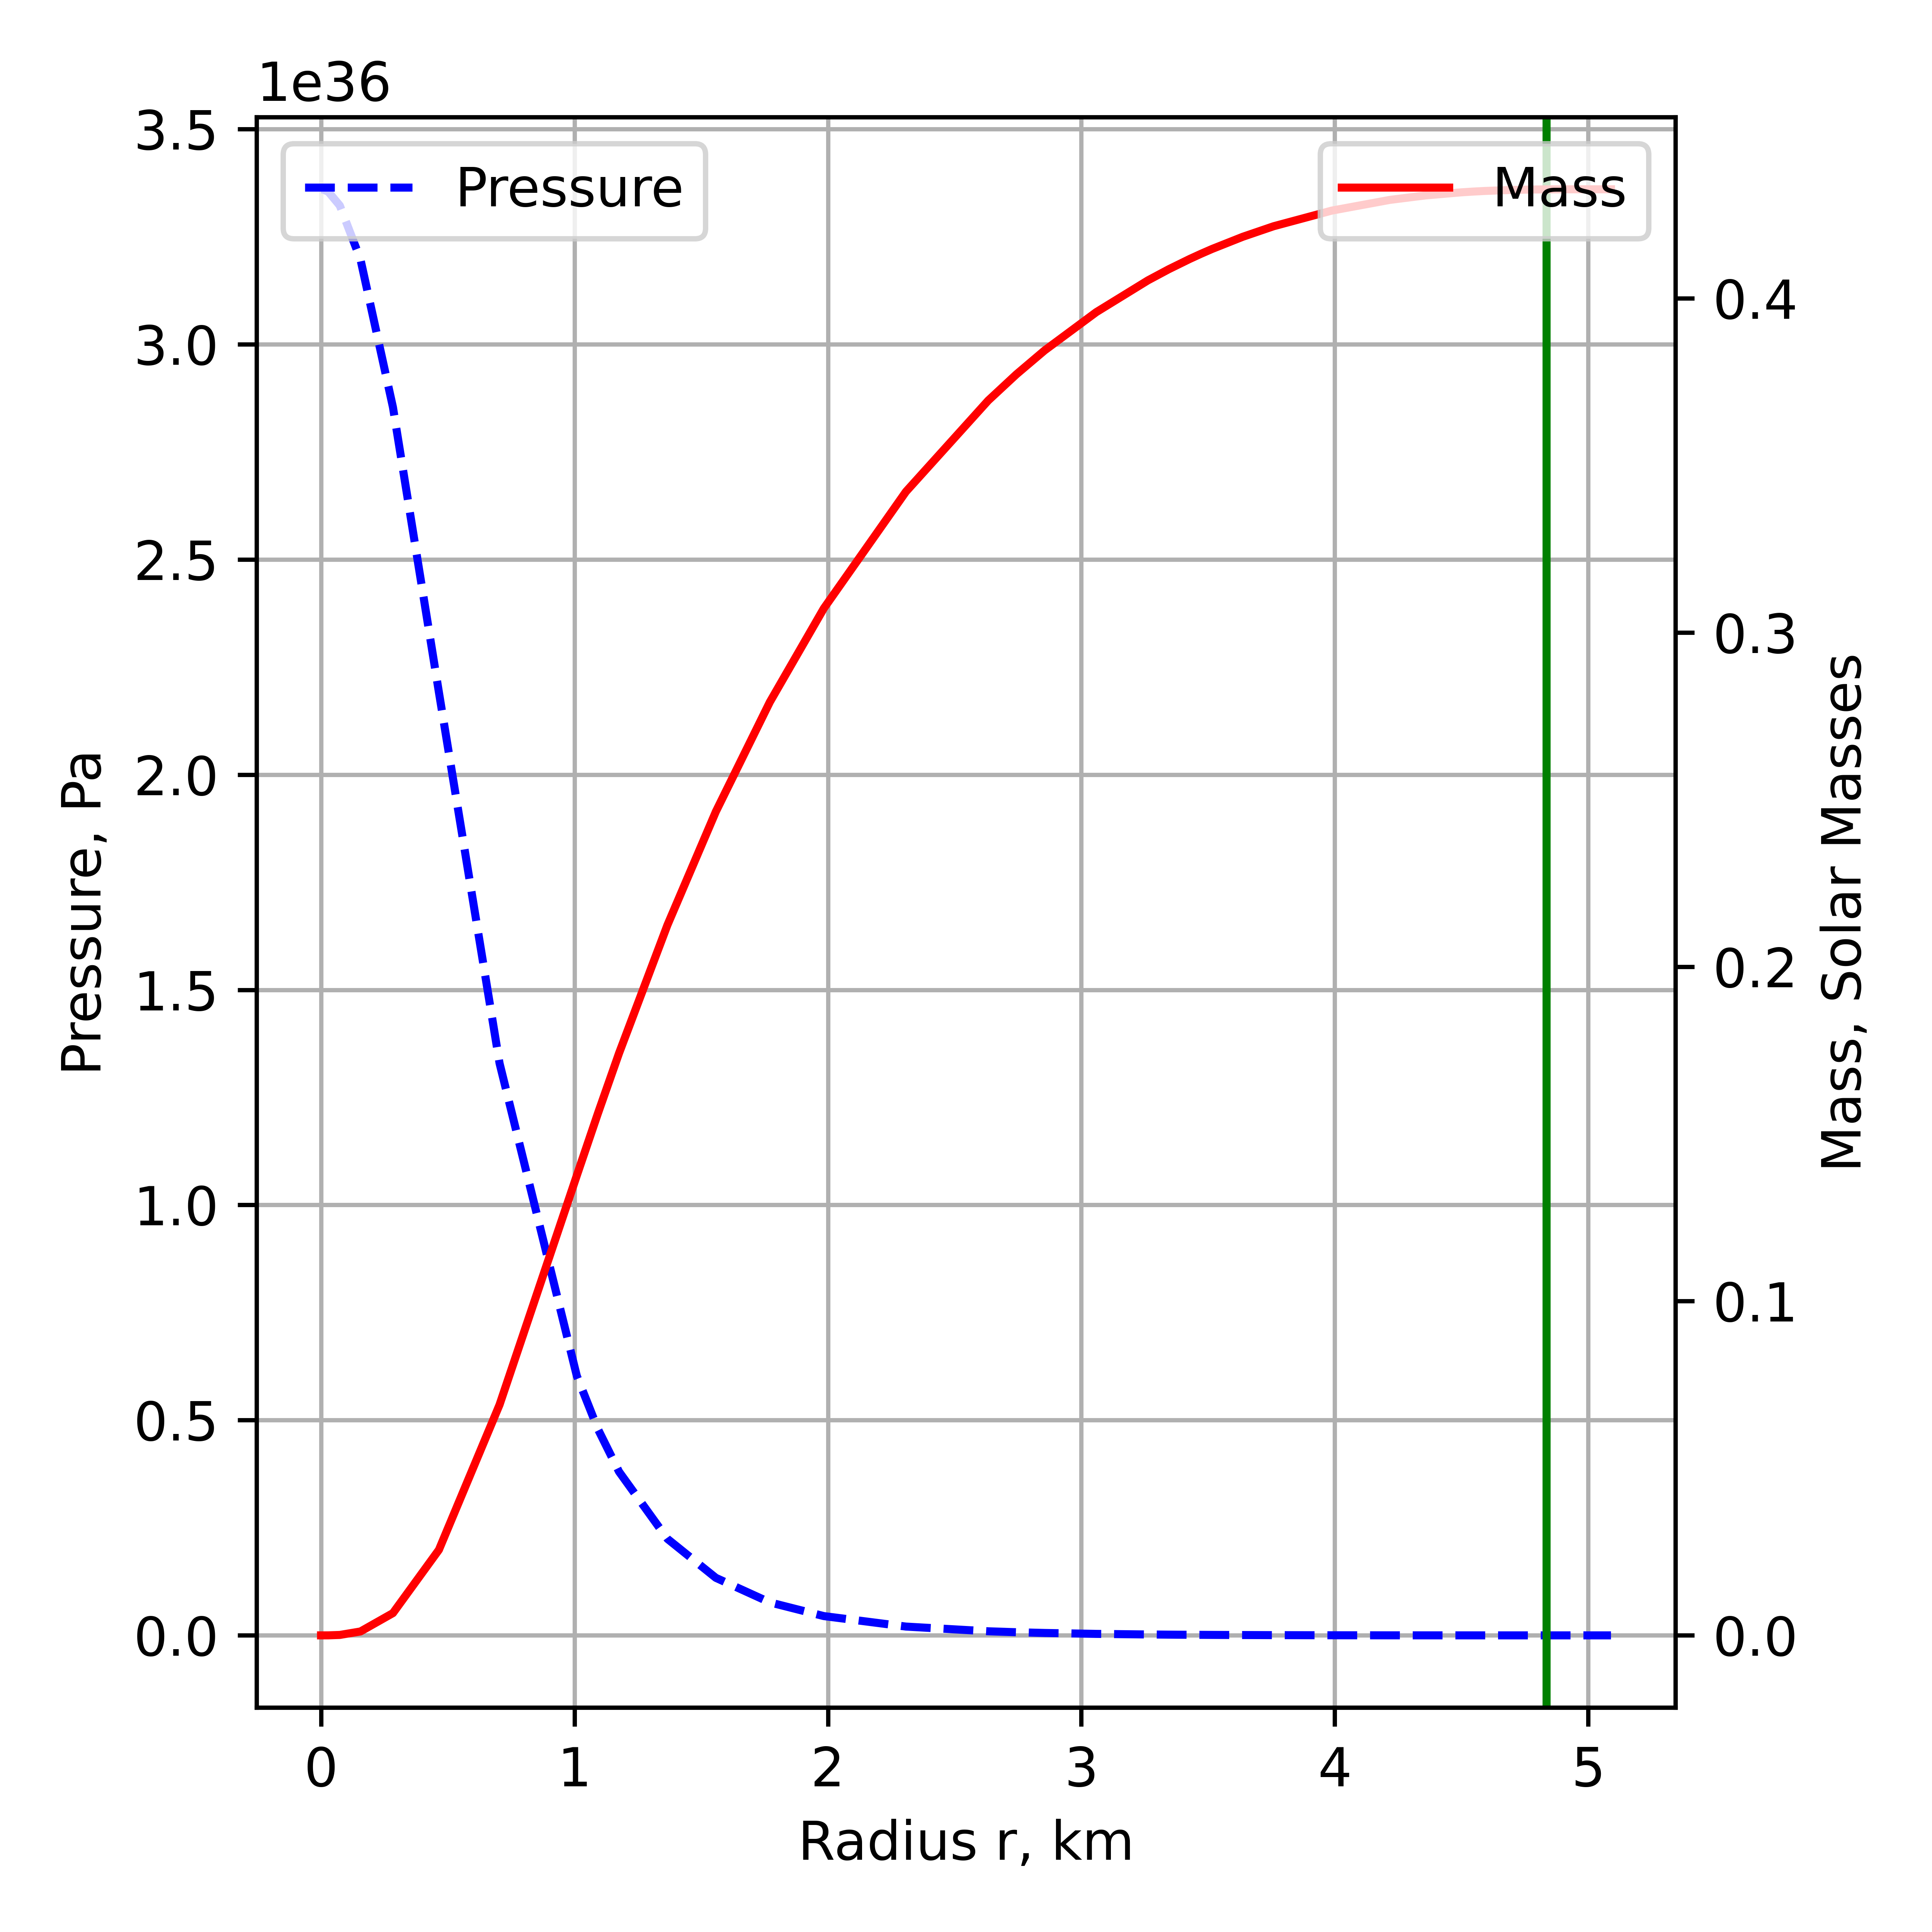 1e36
3.5
3.0
2.5
2.0
1.5
1.0
0.5
0.0
Pressure, Pa
Pressure
Mass
0.4
0.3
0.2
0.1
0.0
Mass, Solar Masses
0 1 2 3 4 5
Radius r, km